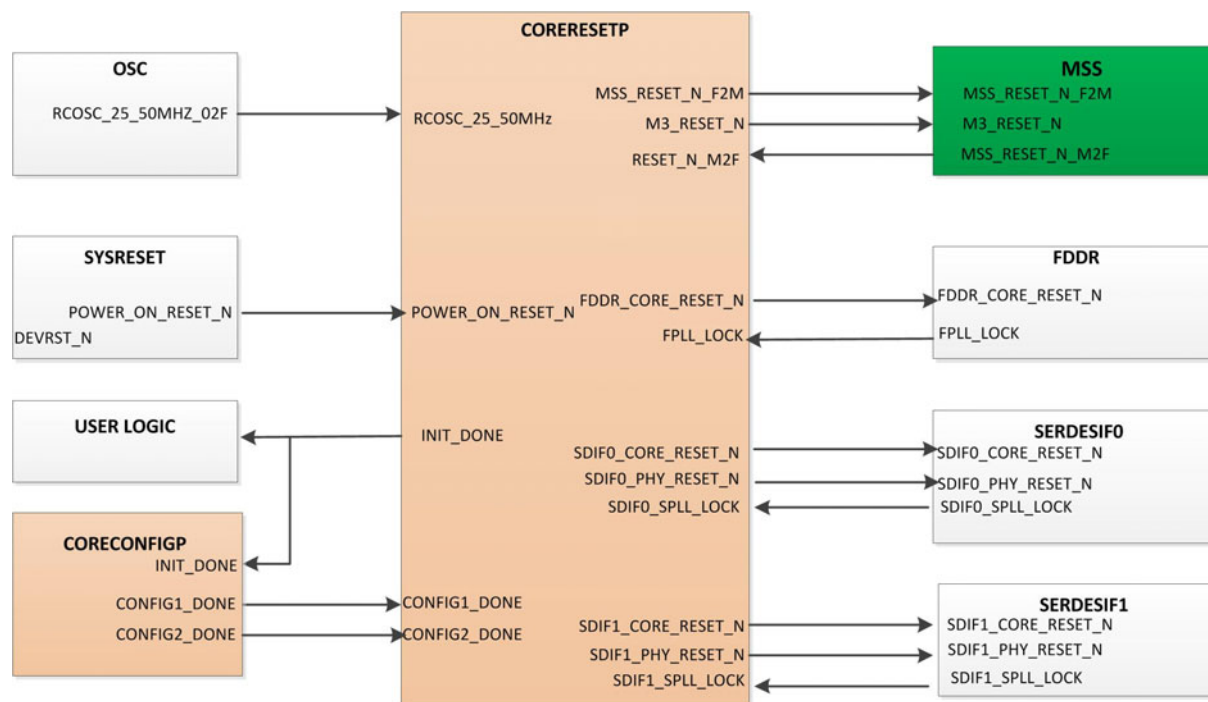 CORERESETP
OSC
RCOSC_25_50MHZ_02F
RCOSC_25_50MHz
MSS_RESET_N_F2M
M3_RESET_N
RESET_N_M2F
MSS
MSS_RESET_N_F2M
M3_RESET_N
MSS_RESET_N_M2F
SYSRESET
POWER_ON_RESET_N
DEVRST_N
POWER_ON_RESET_N
FDDR_CORE_RESET_N
FPLL_LOCK
FDDR
FDDR_CORE_RESET_N
FPLL_LOCK
USER LOGIC
INIT_DONE
SDIF0_CORE_RESET_N
SDIF0_PHY_RESET_N
SDIF0_SPLL_LOCK
SERDESIF0
SDIF0_CORE_RESET_N
SDIF0_PHY_RESET_N
SDIF0_SPLL_LOCK
CORECONFIGP
INIT_DONE
CONFIG1_DONE
CONFIG2_DONE
CONFIG1_DONE
CONFIG2_DONE
SDIF1_CORE_RESET_N
SDIF1_PHY_RESET_N
SDIF1_SPLL_LOCK
SERDESIF1
SDIF1_CORE_RESET_N
SDIF1_PHY_RESET_N
SDIF1_SPLL_LOCK